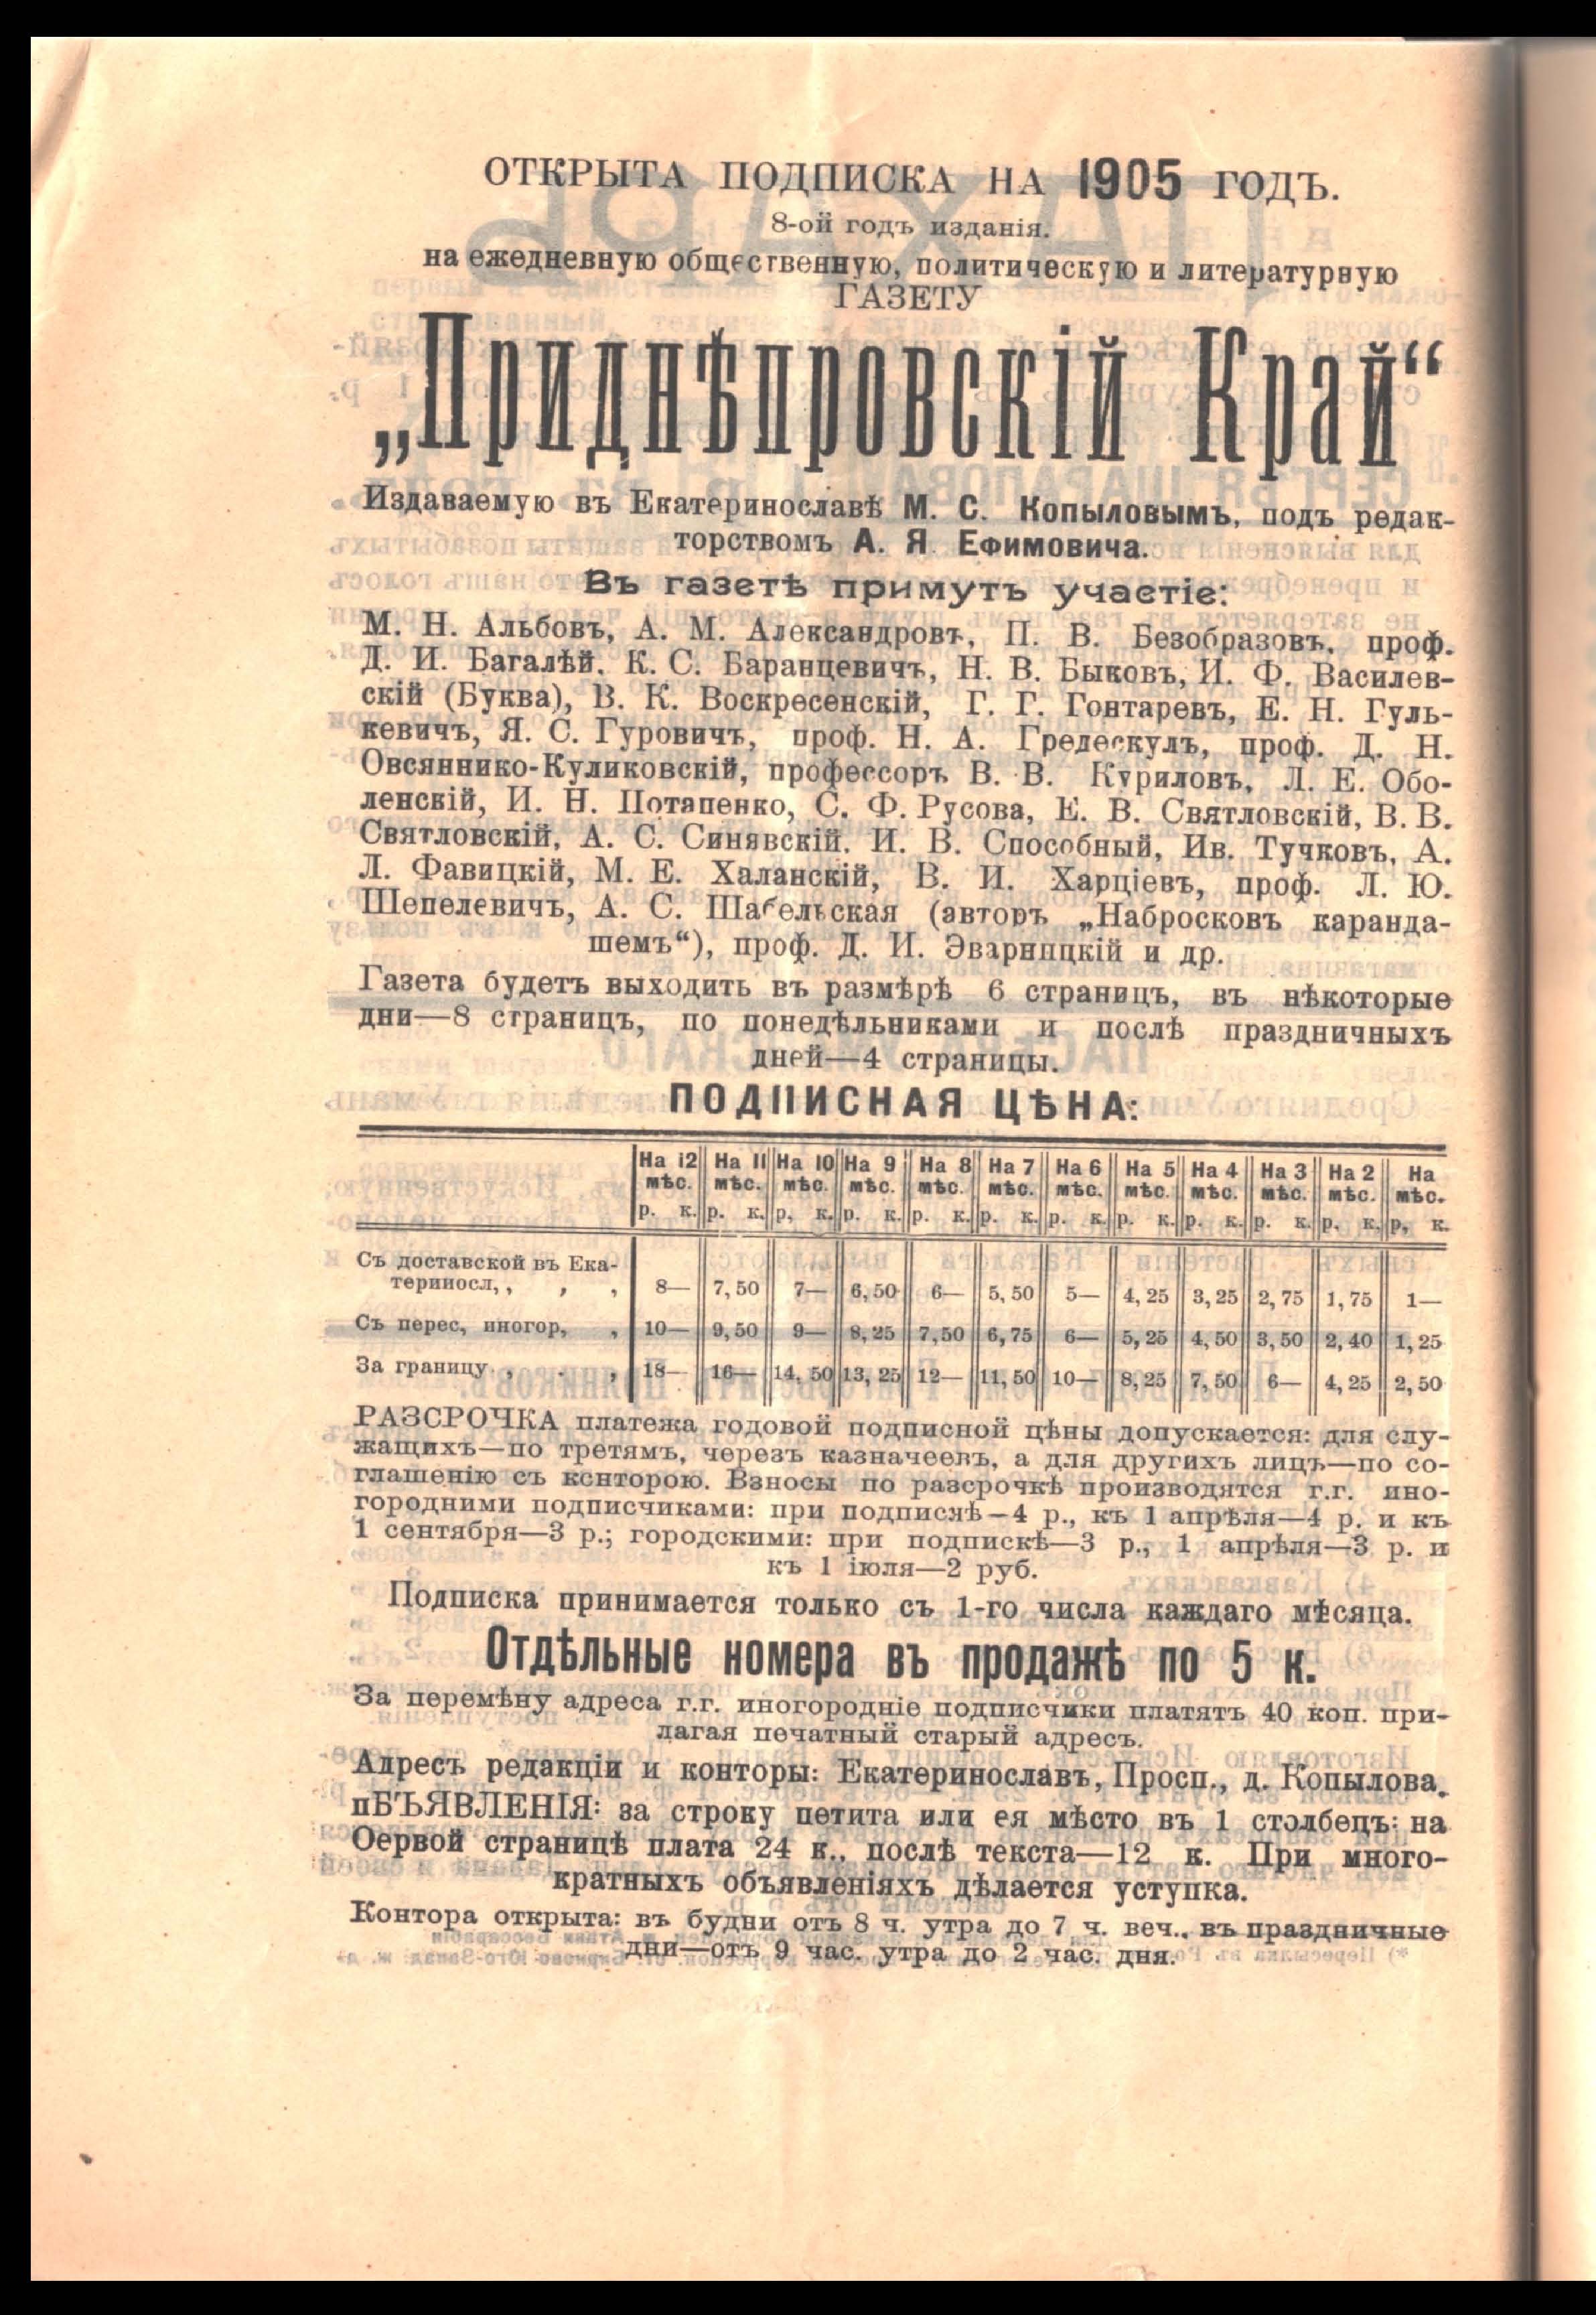 ОТКРЫТА ПОДПИСКА НА 1905 ГОДЪ.
8-ой годъ изданія.
на ежедневную общественную, политическую и литературную
ГАЗЕТУ
„Приднѣпровскій Край“
Издаваемую въ Екатеринославѣ М. С. Копыловымъ, подъ редак-
торствомъ А. Я. Ефимовича.
Въ газетѣ примутъ участіе:
М. Н. Альбовъ, А. М. Александровъ, П. В. Безобразовъ, проф.
Д. И. Багалѣй. К. С. Баранцевичъ, Н. В. Быковъ, И. Ф. Василев-
скій (Буква), В. К. Воскресенскій, Г. Г. Гонтаревъ, Е. Н. Гуль-
кевичъ, Я. С. Гуровичъ, проф. Н. А. Гредескулъ, проф. Д. Н.
Овсяннико-Куликовскій, профессоръ В. В. Куриловъ, Л. Е. Обо-
ленскій, И. Н. Потапенко, С. Ф. Русова, Е. В. Святловскій, В. В.
Святловскій, А. С. Синявскій. И. В. Способный, Ив. Тучковъ, А.
Л. Фавицкій, М. Е. Халанскій, В. И. Харціевъ, проф. Л. Ю.
Шепелевичъ, А. С. Шабельская (авторъ „Набросковъ каранда-
шемъ“), проф. Д. И. Эварницкій и др.
Газета будетъ выходить въ размѣрѣ 6 страницъ, въ нѣкоторые
дни—8 страницъ, по понедѣльниками и послѣ праздничныхъ
дней—4 страницы.
ПОДПИСНАЯ ЦѢНА:
На 12 На 11 На 10 На 9 На 8 На 7 На 6 На 5 На 4 На 3 На 2 На
мѣс. мѣс. мѣс. мѣс. мѣс. мѣс. мѣс. мѣс. мѣс. мѣс. мѣс. мѣс.
р. к. р. к. р. к. р. к. р. к. р. к. р. к. р. к. р. к. р. к. р. к. р. к.
Съ доставской въ Ека-
териносл, , , , 8— 7,50 7— 6,50 6— 5,50 5— 4,25 3,25 2,75 1,75 1—
Съ перес, иногор, , 10— 9,50 9— 8,25 7,50 6,75 6— 5,25 4,50 3,50 2,40 1,25
За границу , . , 18— 16— 14. 50 13, 25 12— 11,50 10— 8,25 7,50 6— 4,25 2,50
РАЗСРОЧКА платежа годовой подписной цѣны допускается: для слу-
жащихъ—по третямъ, черезъ казначеевъ, а для другихъ лицъ—по со-
глашенію съ конторою. Взносы по разсрочкѣ производятся г.г. ино-
городними подписчиками: при подпискѣ—4 р., къ 1 апрѣля—4 р. и къ
1 сентября—3 р.; городскими: при подпискѣ—3 р., 1 апрѣля—3 р. и
къ 1 іюля—2 руб.
Подписка принимается только съ 1-го числа каждаго мѣсяца.
Отдѣльные номера въ продажѣ по 5 к.
За перемѣну адреса г.г. иногородніе подписчики платятъ 40 коп. при-
лагая печатный старый адресъ.
Адресъ редакціи и конторы: Екатеринославъ, Просп., д. Копылова.
пБЪЯВЛЕНІЯ: за строку петита или ея мѣсто въ 1 столбецъ: на
Оервой страницѣ плата 24 к., послѣ текста—12 к. При много-
кратныхъ объявленіяхъ дѣлается уступка.
Контора открыта: въ будни отъ 8 ч. утра до 7 ч. веч., въ праздничные
дни—отъ 9 час. утра до 2 час. дня.